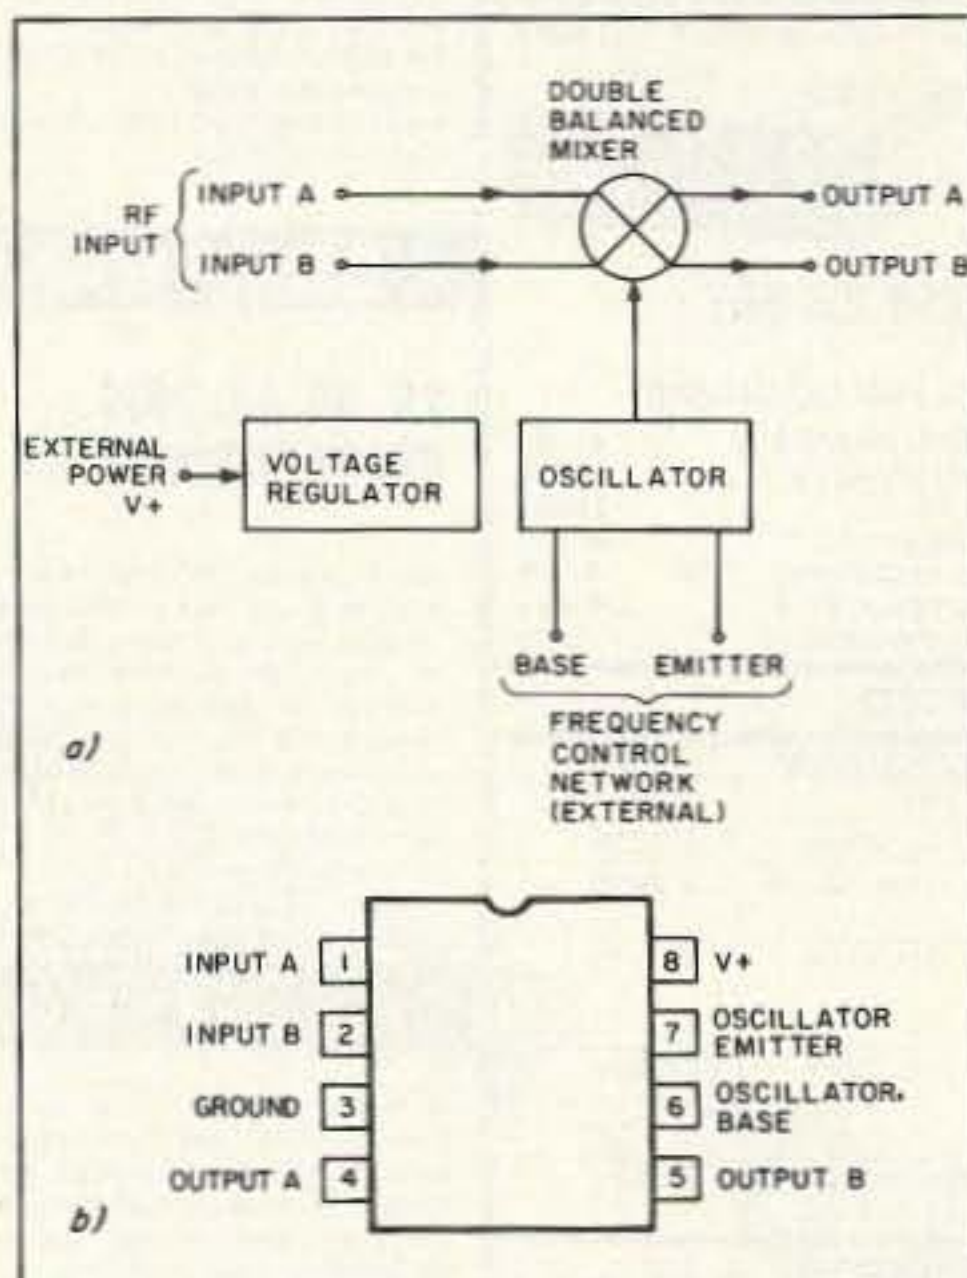 DOUBLE
BALANCED
MIXER
RF
INPUT
INPUT A
INPUT B
OUTPUT A
OUTPUT B
EXTERNAL
POWER
V+
VOLTAGE
REGULATOR
OSCILLATOR
BASE
EMITTER
FREQUENCY
CONTROL
NETWORK
(EXTERNAL)
a)
INPUT A
1
INPUT B
2
GROUND
3
OUTPUT A
4
8
V+
7
OSCILLATOR
EMITTER
6
OSCILLATOR.
BASE
5
OUTPUT. B
b)